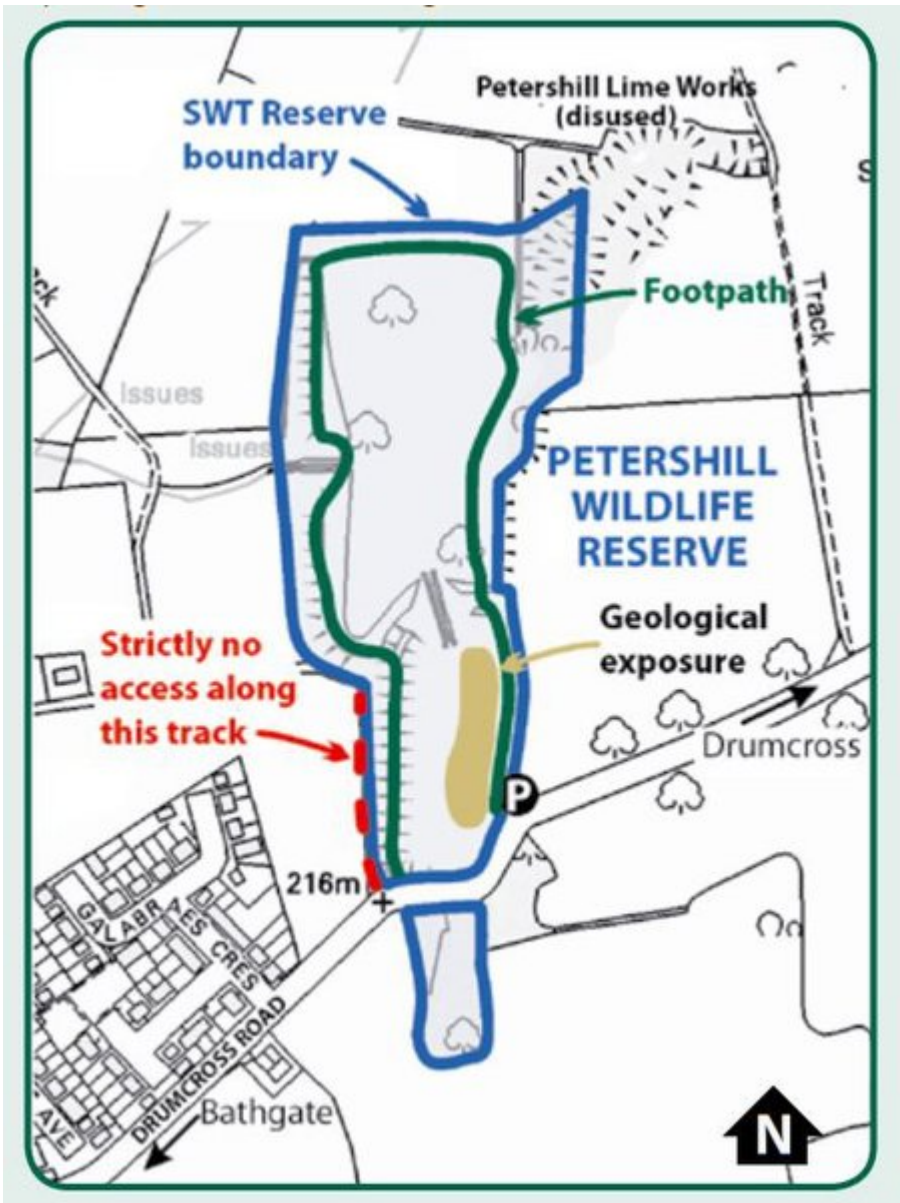 Petershill Lime Works
(disused)
SWT Reserve
boundary
Footpath
Track
Issues
Issues
PETERSHILL
WILDLIFE
RESERVE
Geological
exposure
Strictly no
access along
this track
Drumcross
P
216m
GALABRAES CRES
DRUMCROSS ROAD
AVE
Bathgate
N